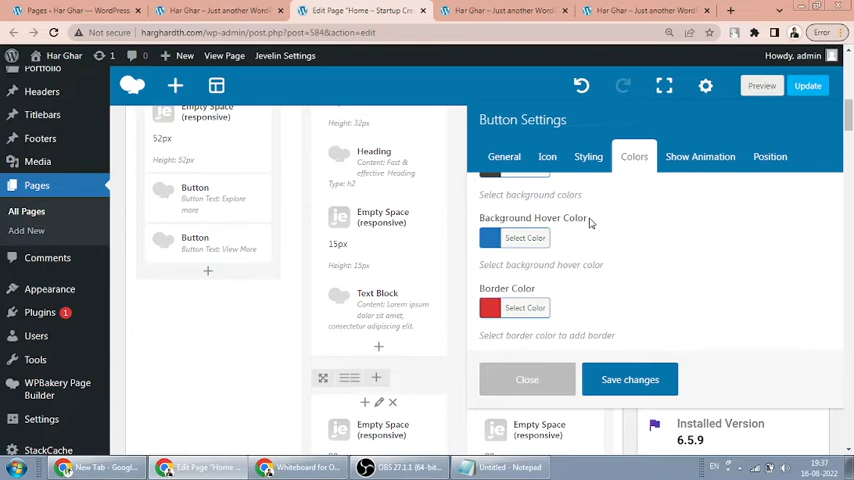 Pages ‹ Har Ghar — WordPress
Har Ghar – Just another WordP
Edit Page "Home – Startup Cre
Har Ghar – Just another WordPr
Har Ghar – Just another WordPr
Not secure
harghardth.com/wp-admin/post.php?post=584&action=edit
Error
Har Ghar
1
0
New
View Page
Jevelin Settings
Howdy, admin
Portfolio
Headers
Titlebars
Footers
Media
Pages
All Pages
Add New
Comments
Appearance
Plugins 1
Users
Tools
WPBakery Page
Builder
Settings
StackCache
Preview
Update
Empty Space
(responsive)
52px
Height: 52px
Button
Button Text: Explore
more
Button
Button Text: View More
Height: 32px
Heading
Content: Fast &
effective Heading
Type: h2
Empty Space
(responsive)
15px
Height: 15px
Text Block
Content: Lorem ipsum
dolor sit amet,
consectetur adipiscing elit.
Empty Space
(responsive)
Empty Space
(responsive)
Button Settings
General
Icon
Styling
Colors
Show Animation
Position
Select background colors
Background Hover Color
Select Color
Select background hover color
Border Color
Select Color
Select border color to add border
Close
Save changes
Installed Version
6.5.9
New Tab - Googl...
Edit Page "Home ...
Whiteboard for O...
OBS 27.1.1 (64-bit...
Untitled - Notepad
EN
19:37
16-08-2022